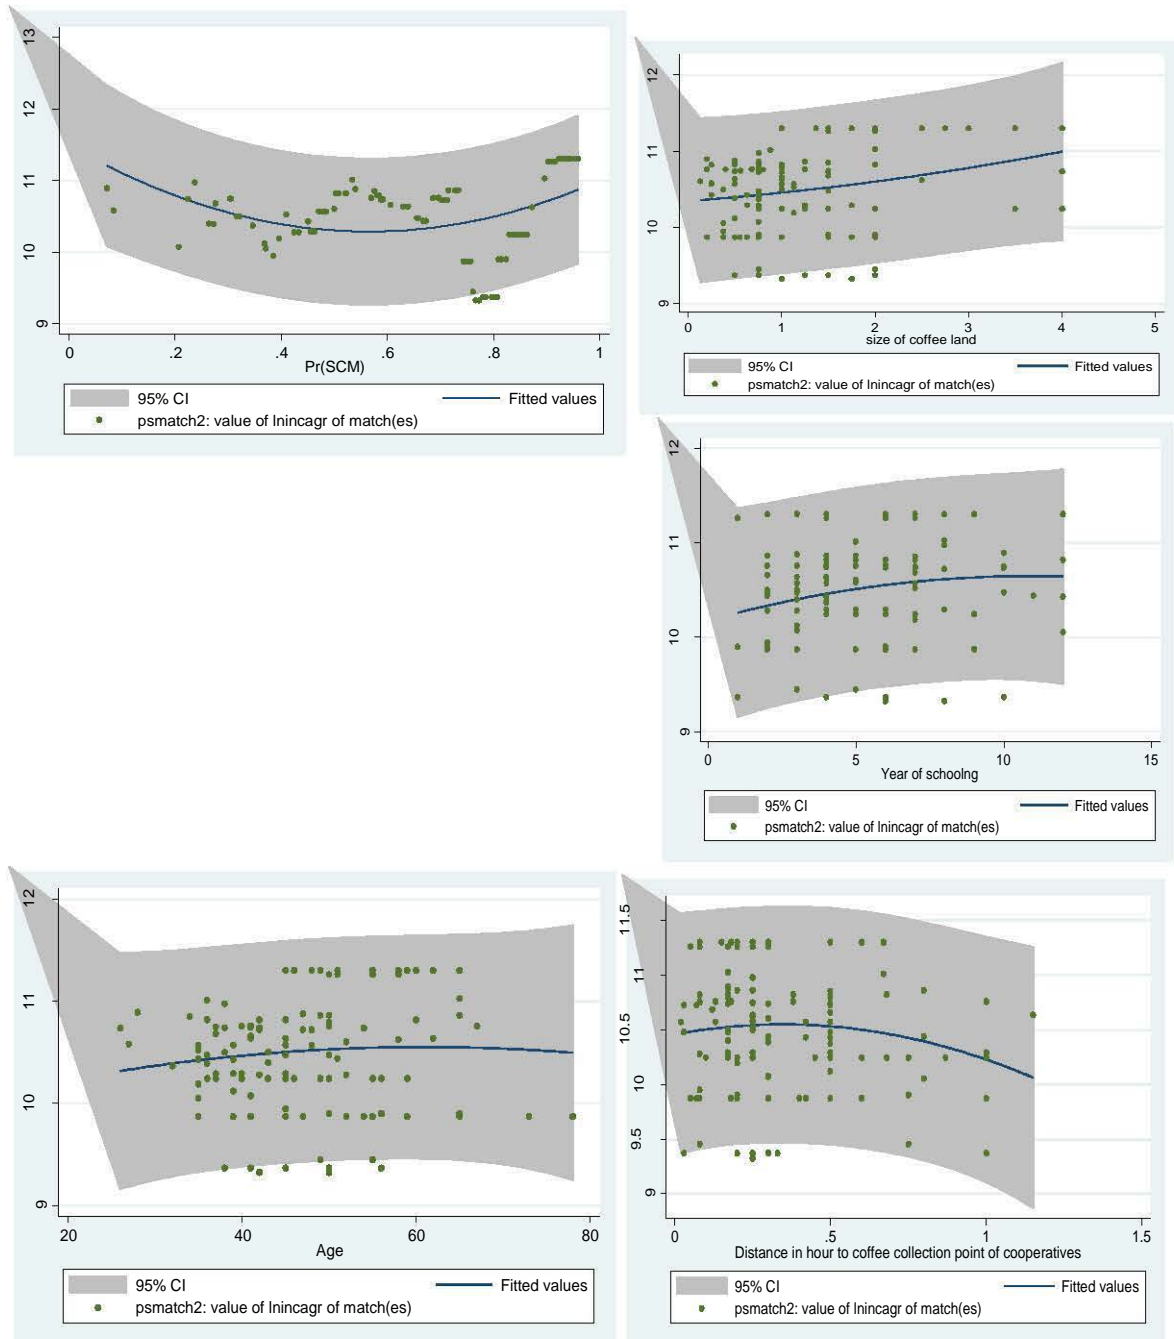 13
12
11
10
9
0 .2 .4 .6 .8 1
Pr(SCM)
95% CI Fitted values
psmatch2: value of lnincagr of match(es)
12
11
10
9
0 1 2 3 4 5
size of coffee land
95% CI Fitted values
psmatch2: value of lnincagr of match(es)
12
11
10
9
0 5 10 15
Year of schoolng
95% CI Fitted values
psmatch2: value of lnincagr of match(es)
12
11
10
9
20 40 60 80
Age
95% CI Fitted values
psmatch2: value of lnincagr of match(es)
11.5
11
10.5
10
9.5
9
0 .5 1 1.5
Distance in hour to coffee collection point of cooperatives
95% CI Fitted values
psmatch2: value of lnincagr of match(es)